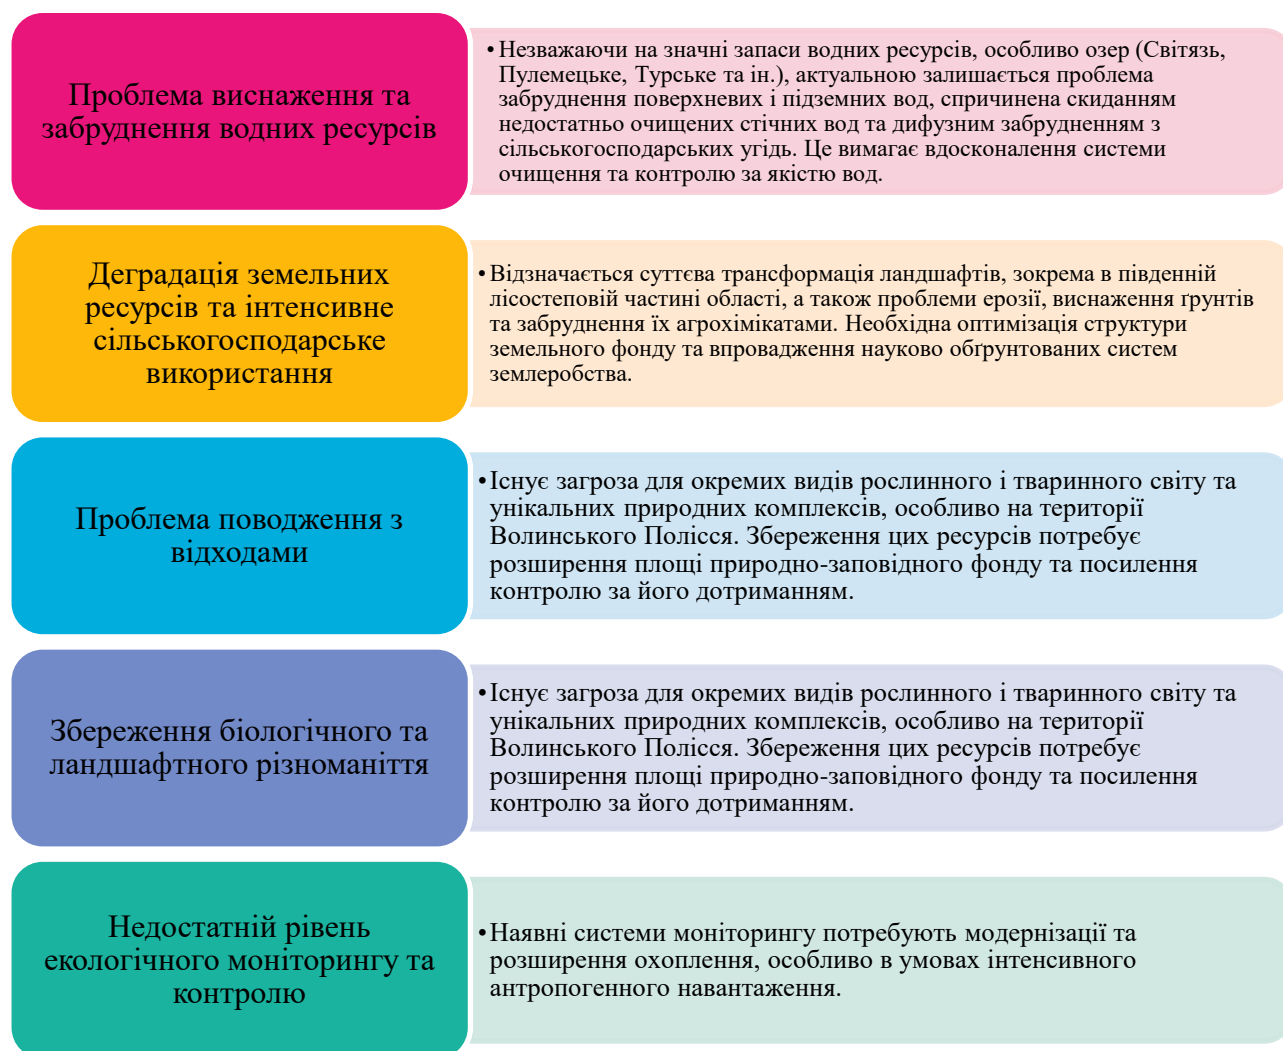 Проблема виснаження та
забруднення водних ресурсів
• Незважаючи на значні запаси водних ресурсів, особливо озер (Світязь,
Пулемецьке, Турське та ін.), актуальною залишається проблема
забруднення поверхневих і підземних вод, спричинена скиданням
недостатньо очищених стічних вод та дифузним забрудненням з
сільськогосподарських угідь. Це вимагає вдосконалення системи
очищення та контролю за якістю вод.
Деградація земельних
ресурсів та інтенсивне
сільськогосподарське
використання
• Відзначається суттєва трансформація ландшафтів, зокрема в південній
лісостеповій частині області, а також проблеми ерозії, виснаження ґрунтів
та забруднення їх агрохімікатами. Необхідна оптимізація структури
земельного фонду та впровадження науково обґрунтованих систем
землеробства.
Проблема поводження з
відходами
• Існує загроза для окремих видів рослинного і тваринного світу та
унікальних природних комплексів, особливо на території
Волинського Полісся. Збереження цих ресурсів потребує
розширення площі природно-заповідного фонду та посилення
контролю за його дотриманням.
Збереження біологічного та
ландшафтного різноманіття
• Існує загроза для окремих видів рослинного і тваринного світу та
унікальних природних комплексів, особливо на території
Волинського Полісся. Збереження цих ресурсів потребує
розширення площі природно-заповідного фонду та посилення
контролю за його дотриманням.
Недостатній рівень
екологічного моніторингу та
контролю
• Наявні системи моніторингу потребують модернізації та
розширення охоплення, особливо в умовах інтенсивного
антропогенного навантаження.